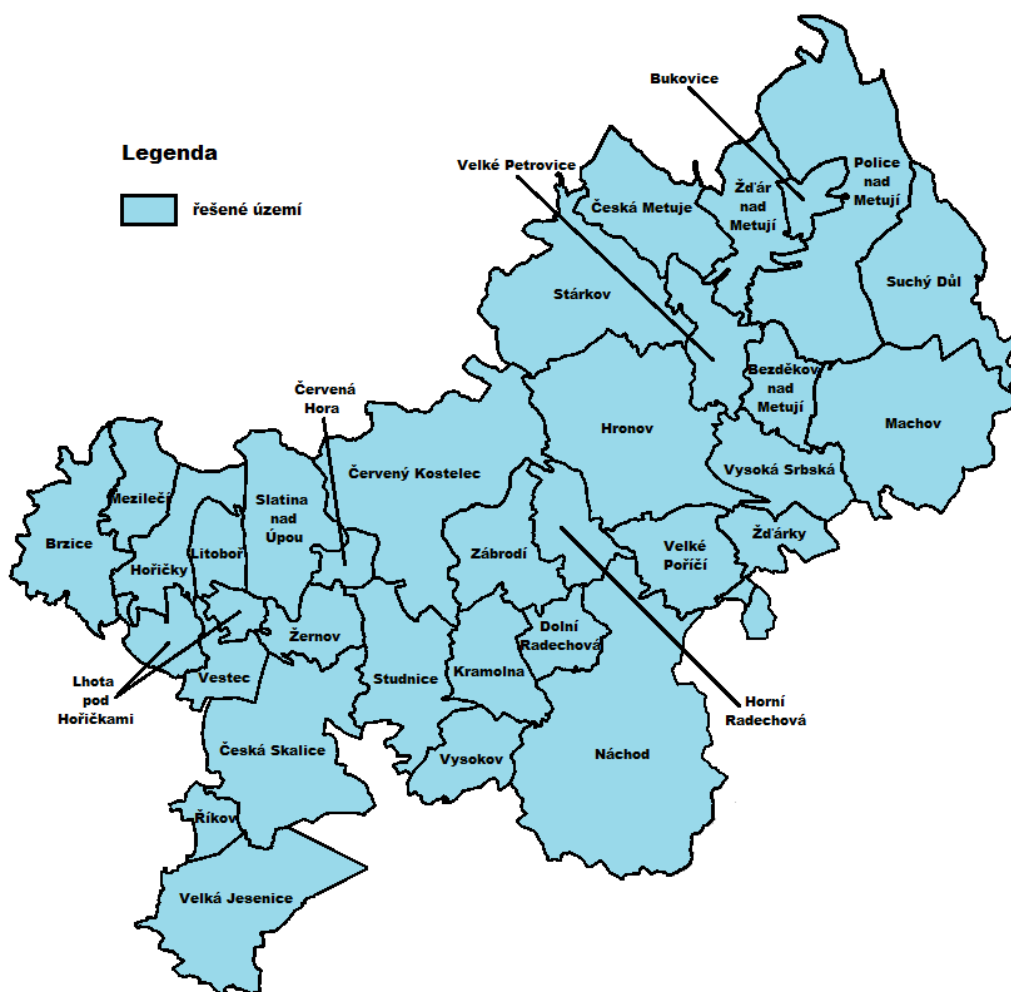 Bukovice
Legenda
Velké Petrovice
Police
nad
Metují
Žďár
nad
Metují
Česká Metuje
řešené území
Stárkov
Suchý Důl
Bezděkov
nad
Metují
Červená
Hora
Machov
Hronov
Červený Kostelec
Vysoká Srbská
Mezilečí
Slatina
nad
Úpou
Brzice
Litoboř
Zábrodí
Velké
Poříčí
Žďárky
Hořičky
Žernov
Dolní
Radechová
Kramolna
Studnice
Vestec
Lhota
pod
Hořičkami
Horní
Radechová
Česká Skalice
Vysokov
Náchod
Říkov
Velká Jesenice